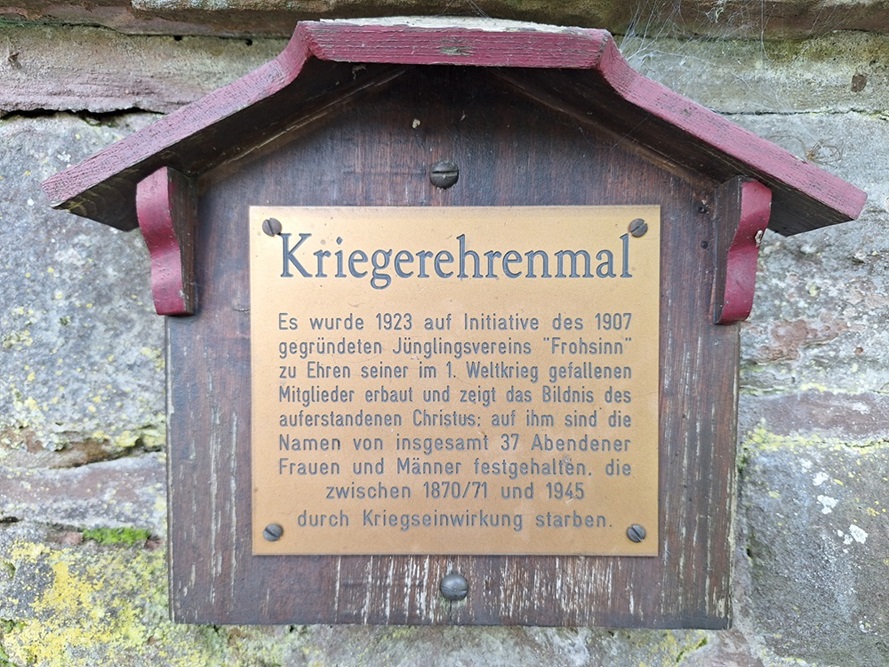 Kriegerehrenmal
Es wurde 1923 auf Initiative des 1907
gegründeten Jünglingsvereins "Frohsinn"
zu Ehren seiner im 1. Weltkrieg gefallenen
Mitglieder erbaut und zeigt das Bildnis des
auferstandenen Christus; auf ihm sind die
Namen von insgesamt 37 Abendener
Frauen und Männer festgehalten. die
zwischen 1870/71 und 1945
durch Kriegseinwirkung starben.